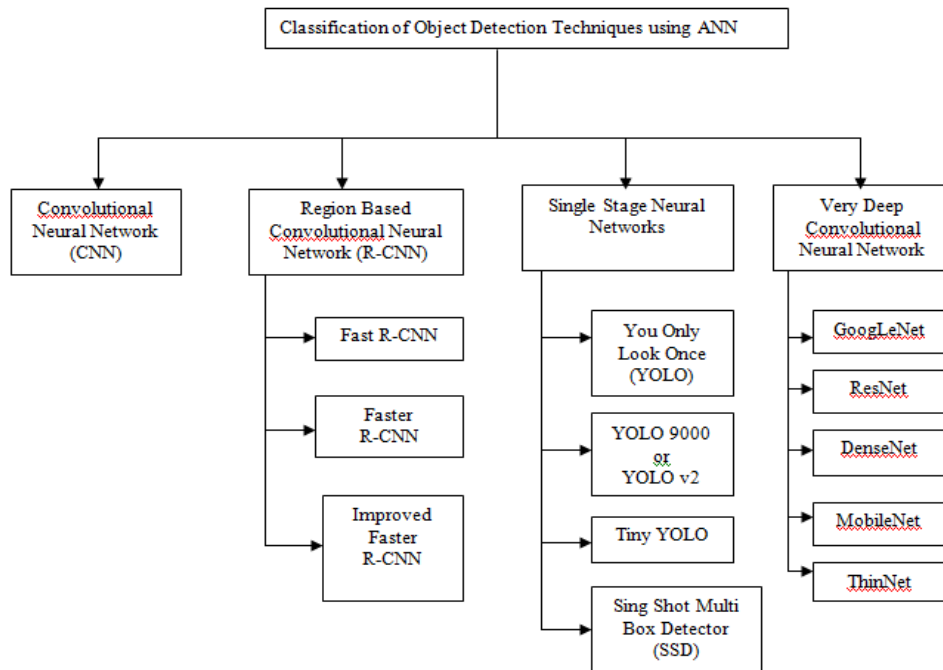 Classification of Object Detection Techniques using ANN
Convolutional
Neural Network
(CNN)
Region Based
Convolutional Neural
Network (R-CNN)
Single Stage Neural
Networks
Very Deep
Convolutional
Neural Network
Fast R-CNN
Faster
R-CNN
Improved
Faster
R-CNN
You Only
Look Once
(YOLO)
YOLO 9000
or
YOLO v2
Tiny YOLO
Sing Shot Multi
Box Detector
(SSD)
GoogLeNet
ResNet
DenseNet
MobileNet
ThinNet